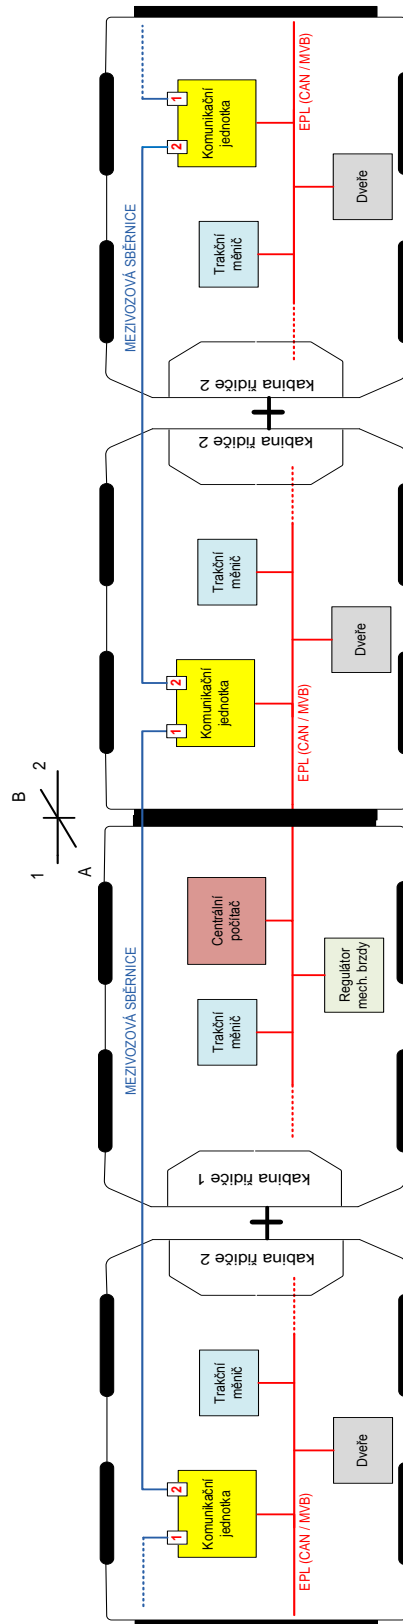 B
1
2
A
1
2
Komunikační
jednotka
EPL (CAN / MVB)
Trakční
měnič
Dveře
kabina řidiče 2
kabina řidiče 1
MEZIVOZOVÁ SBĚRNICE
Trakční
měnič
Centrální
počítač
Regulátor
mech. brzdy
1
2
Komunikační
jednotka
EPL (CAN / MVB)
Trakční
měnič
Dveře
kabina řidiče 2
kabina řidiče 2
MEZIVOZOVÁ SBĚRNICE
Trakční
měnič
2
1
Komunikační
jednotka
Dveře
EPL (CAN / MVB)